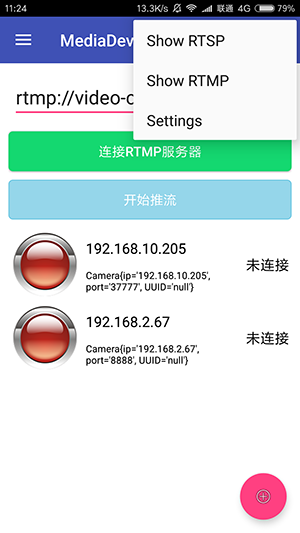 11:24
13.3K/s 联通 4G 79%
MediaDev
Show RTSP
Show RTMP
Settings
rtmp://video-c
连接RTMP服务器
开始推流
192.168.10.205
未连接
Camera{ip='192.168.10.205',
port='37777', UUID='null'}
192.168.2.67
未连接
Camera{ip='192.168.2.67',
port='8888', UUID='null'}